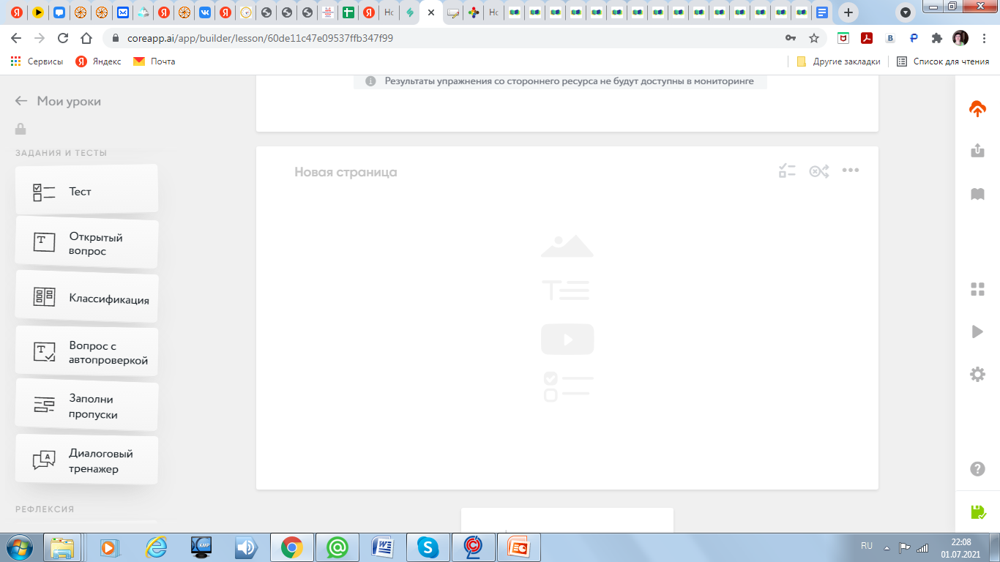 Но
Но
coreapp.ai/app/builder/lesson/60de11c47e09537ffb347f99
Сервисы
Яндекс
Почта
Другие закладки
Список для чтения
Результаты упражнения со стороннего ресурса не будут доступны в мониторинге
Мои уроки
ЗАДАНИЯ И ТЕСТЫ
Тест
Открытый
вопрос
Классификация
Вопрос с
автопроверкой
Заполни
пропуски
Диалоговый
тренажер
РЕФЛЕКСИЯ
Новая страница
RU
22:08
01.07.2021